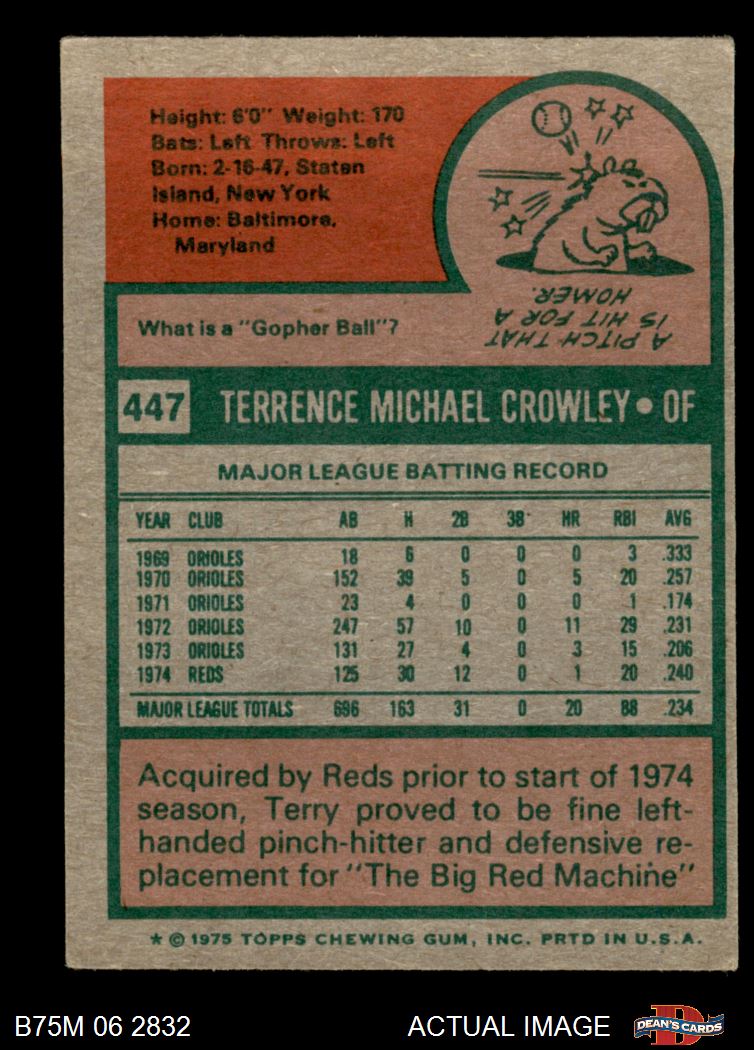 Height: 6'0" Weight: 170
Bats: Left Throws: Left
Born: 2-16-47, Staten
Island, New York
Home: Baltimore,
Maryland
What is a "Gopher Ball"?
A PITCH THAT
IS HIT FOR A
HOMER.
447 TERRENCE MICHAEL CROWLEY • OF
MAJOR LEAGUE BATTING RECORD
YEAR CLUB AB H 2B 3B HR RBI AVG
1969 ORIOLES 18 6 0 0 0 3 .333
1970 ORIOLES 152 39 5 0 5 20 .257
1971 ORIOLES 23 4 0 0 0 1 .174
1972 ORIOLES 247 57 10 0 11 29 .231
1973 ORIOLES 131 27 4 0 3 15 .206
1974 REDS 125 30 12 0 1 20 .240
MAJOR LEAGUE TOTALS 696 163 31 0 20 88 .234
Acquired by Reds prior to start of 1974
season, Terry proved to be fine left-
handed pinch-hitter and defensive re-
placement for "The Big Red Machine"
* © 1975 TOPPS CHEWING GUM, INC. PRTD IN U.S.A.
B75M 06 2832 ACTUAL IMAGE
D
DEAN'S CARDS